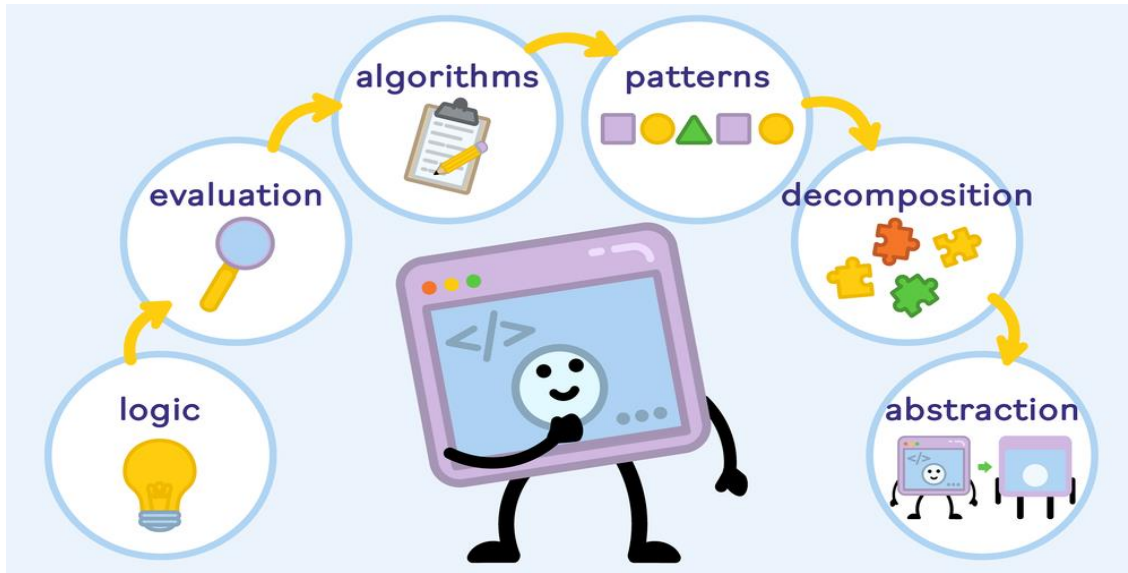 logic
evaluation
algorithms
patterns
decomposition
abstraction
</>
</>